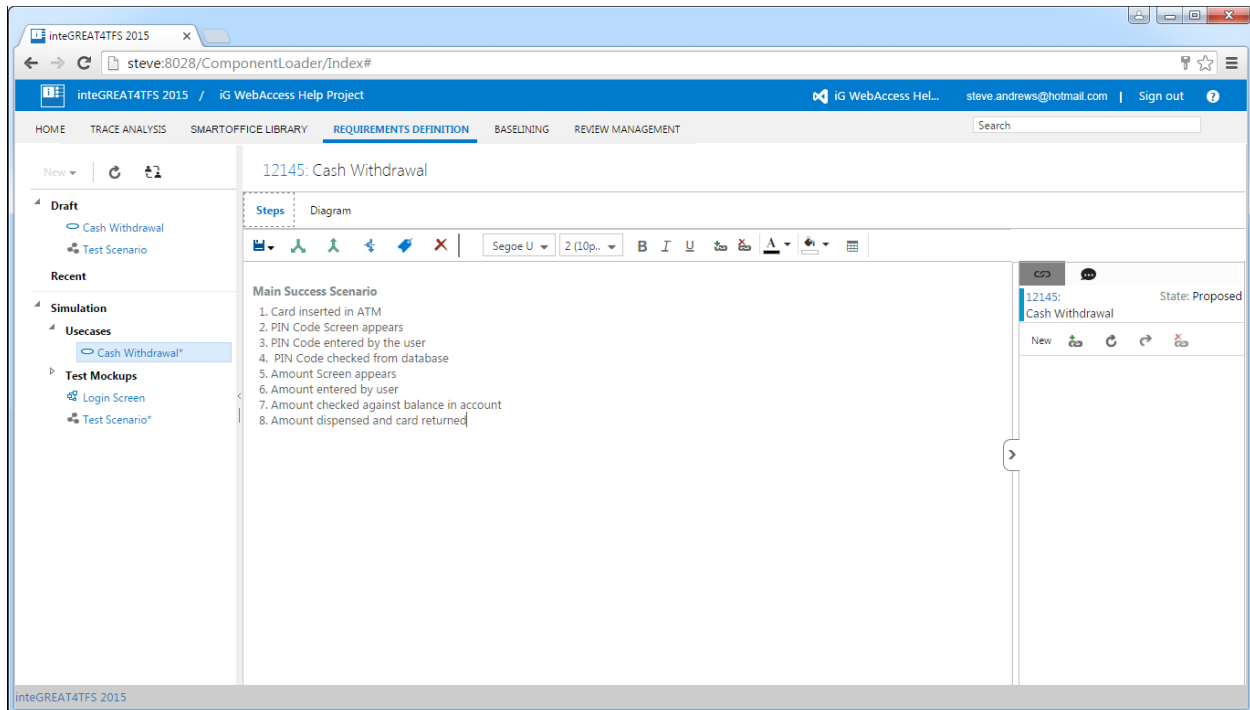 inteGREAT4TFS 2015
steve:8028/ComponentLoader/Index#
inteGREAT4TFS 2015 / iG WebAccess Help Project
iG WebAccess Hel... steve.andrews@hotmail.com | Sign out ?
HOME TRACE ANALYSIS SMARTOFFICE LIBRARY REQUIREMENTS DEFINITION BASELINING REVIEW MANAGEMENT
Search
New
Draft
Cash Withdrawal
Test Scenario
Recent
Simulation
Usecases
Cash Withdrawal*
Test Mockups
Login Screen
Test Scenario*
12145: Cash Withdrawal
Steps Diagram
Segoe U 2 (10p.. B I U A
Main Success Scenario
1. Card inserted in ATM
2. PIN Code Screen appears
3. PIN Code entered by the user
4. PIN Code checked from database
5. Amount Screen appears
6. Amount entered by user
7. Amount checked against balance in account
8. Amount dispensed and card returned
12145: State: Proposed
Cash Withdrawal
New
inteGREAT4TFS 2015